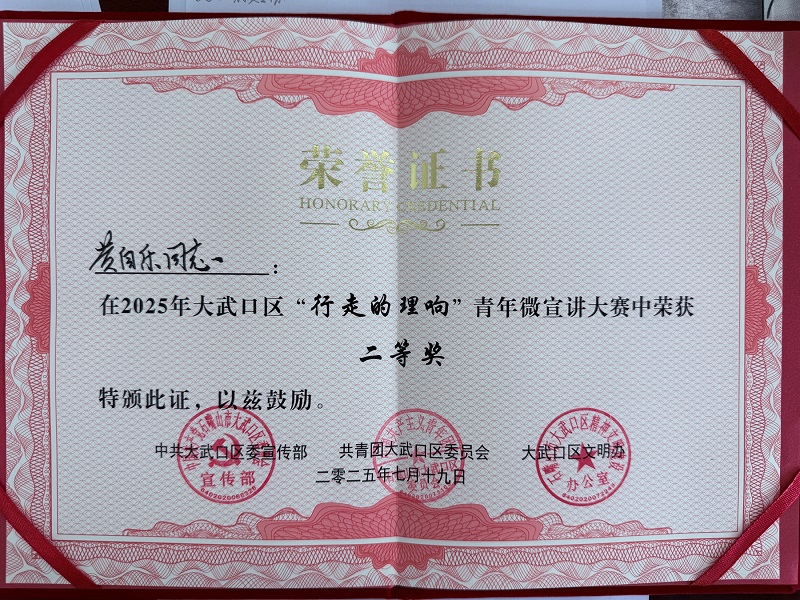 荣誉证书
HONORARY CREDENTIAL
黄自乐同志:
在2025年大武口区“行走的理响”青年微宣讲大赛中荣获
二等奖
特颁此证，以兹鼓励。
中共大武口区委宣传部 共青团大武口区委员会 大武口区文明办
二零二五年七月十九日
宣传部
办公室